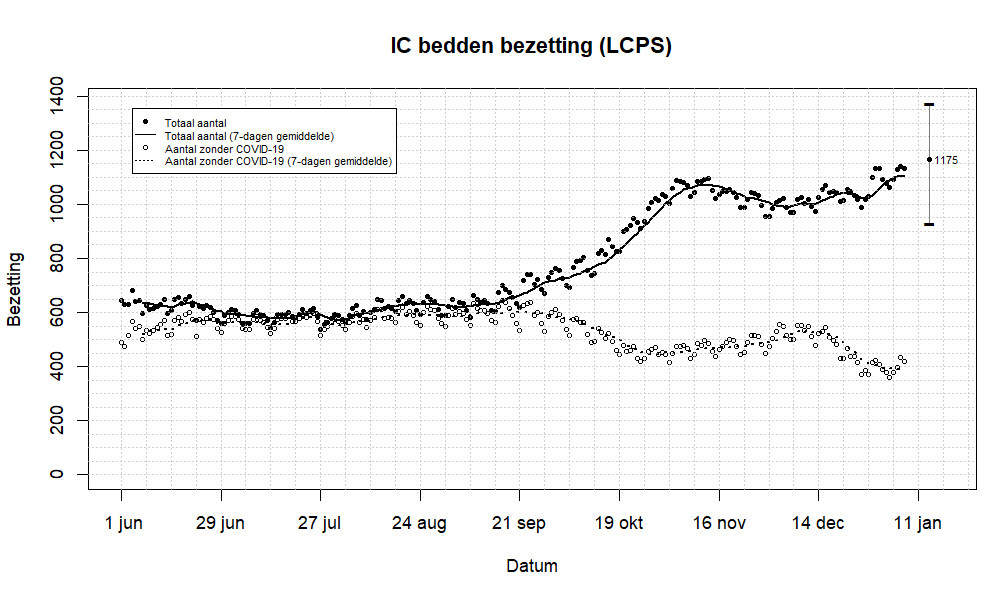 IC bedden bezetting (LCPS)
Totaal aantal
Totaal aantal (7-dagen gemiddelde)
Aantal zonder COVID-19
Aantal zonder COVID-19 (7-dagen gemiddelde)
1400
1200
1000
800
600
400
200
0
Bezetting
1175
1 jun 29 jun 27 jul 24 aug 21 sep 19 okt 16 nov 14 dec 11 jan
Datum